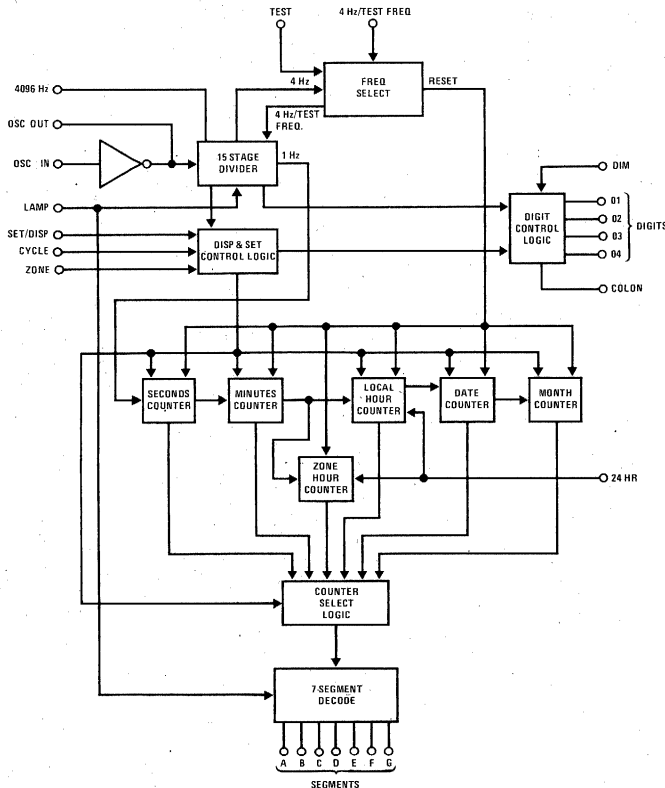 TEST
4 Hz/TEST FREQ
4096 Hz
4 Hz
FREQ
SELECT
RESET
OSC OUT
4 Hz/TEST
FREQ.
OSC IN
15 STAGE
DIVIDER
1 Hz
DIM
LAMP
SET/DISP
CYCLE
ZONE
DISP & SET
CONTROL LOGIC
DIGIT
CONTROL
LOGIC
01
02
03
04
DIGITS
COLON
SECONDS
COUNTER
MINUTES
COUNTER
LOCAL
HOUR
COUNTER
DATE
COUNTER
MONTH
COUNTER
ZONE
HOUR
COUNTER
24 HR
COUNTER
SELECT
LOGIC
7-SEGMENT
DECODE
A B C D E F G
SEGMENTS